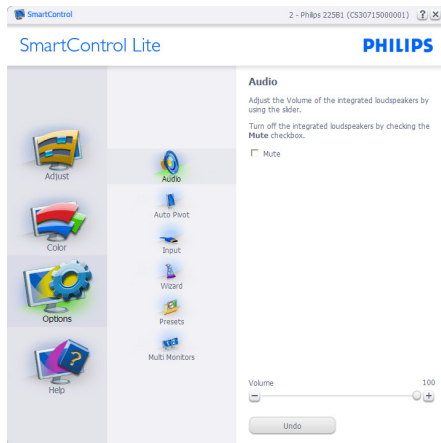 SmartControl
2 - Philips 225B1 (CS30715000001)
? X
SmartControl Lite
PHILIPS
Adjust
Color
Options
Help
Audio
Auto Pivot
Input
Wizard
Presets
Multi Monitors
Audio
Adjust the Volume of the integrated loudspeakers by
using the slider.
Turn off the integrated loudspeakers by checking the
Mute checkbox.
Mute
Volume
100
Undo